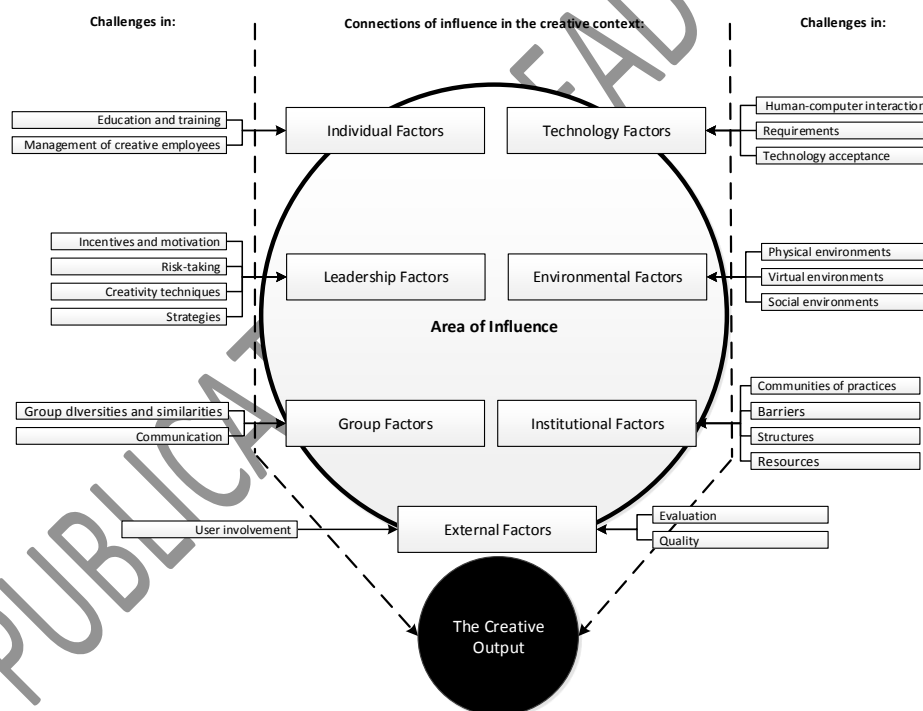 Challenges in:
Connections of influence in the creative context:
Challenges in:
Education and training
Management of creative employees
Individual Factors
Technology Factors
Human-computer interaction
Requirements
Technology acceptance
Incentives and motivation
Risk-taking
Creativity techniques
Strategies
Leadership Factors
Environmental Factors
Physical environments
Virtual environments
Social environments
Area of Influence
Group dIversities and similarities
Communication
Group Factors
Institutional Factors
Communities of practices
Barriers
Structures
Resources
User involvement
External Factors
Evaluation
Quality
The Creative
Output
PUBLICAT
EAD